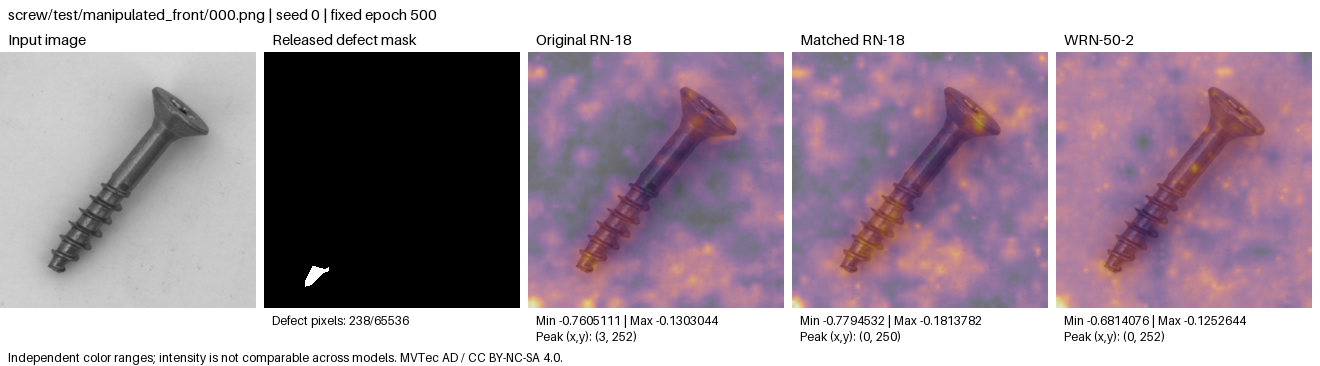 screw/test/manipulated_front/000.png | seed 0 | fixed epoch 500
Input image
Released defect mask
Original RN-18
Matched RN-18
WRN-50-2
Defect pixels: 238/65536
Min -0.7605111 | Max -0.1303044
Peak (x,y): (3, 252)
Min -0.7794532 | Max -0.1813782
Peak (x,y): (0, 250)
Min -0.6814076 | Max -0.1252644
Peak (x,y): (0, 252)
Independent color ranges; intensity is not comparable across models. MVTec AD / CC BY-NC-SA 4.0.